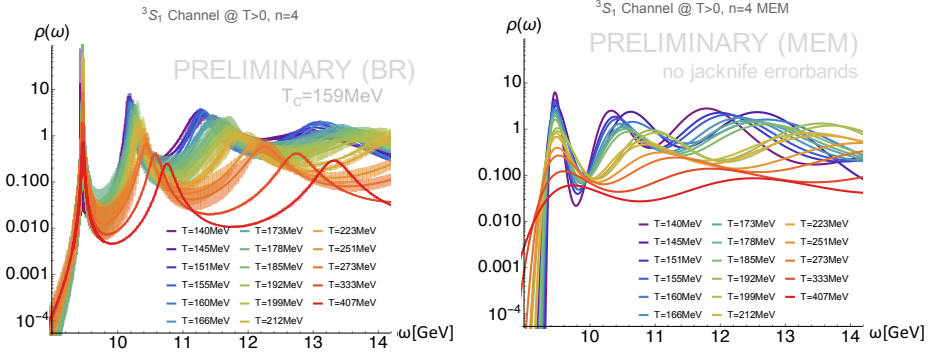 ³S₁ Channel @ T>0, n=4
ρ(ω)
PRELIMINARY (BR)
T_C=159MeV
10
1
0.100
0.010
0.001
10⁻⁴
T=140MeV T=173MeV T=223MeV
T=145MeV T=178MeV T=251MeV
T=151MeV T=185MeV T=273MeV
T=155MeV T=192MeV T=333MeV
T=160MeV T=199MeV T=407MeV
T=166MeV T=212MeV
10 11 12 13 14 ω[GeV]
³S₁ Channel @ T>0, n=4 MEM
ρ(ω)
PRELIMINARY (MEM)
no jacknife errorbands
100
10
1
0.100
0.010
0.001
10⁻⁴
T=140MeV T=173MeV T=223MeV
T=145MeV T=178MeV T=251MeV
T=151MeV T=185MeV T=273MeV
T=155MeV T=192MeV T=333MeV
T=160MeV T=199MeV T=407MeV
T=166MeV T=212MeV
10 11 12 13 14 ω[GeV]